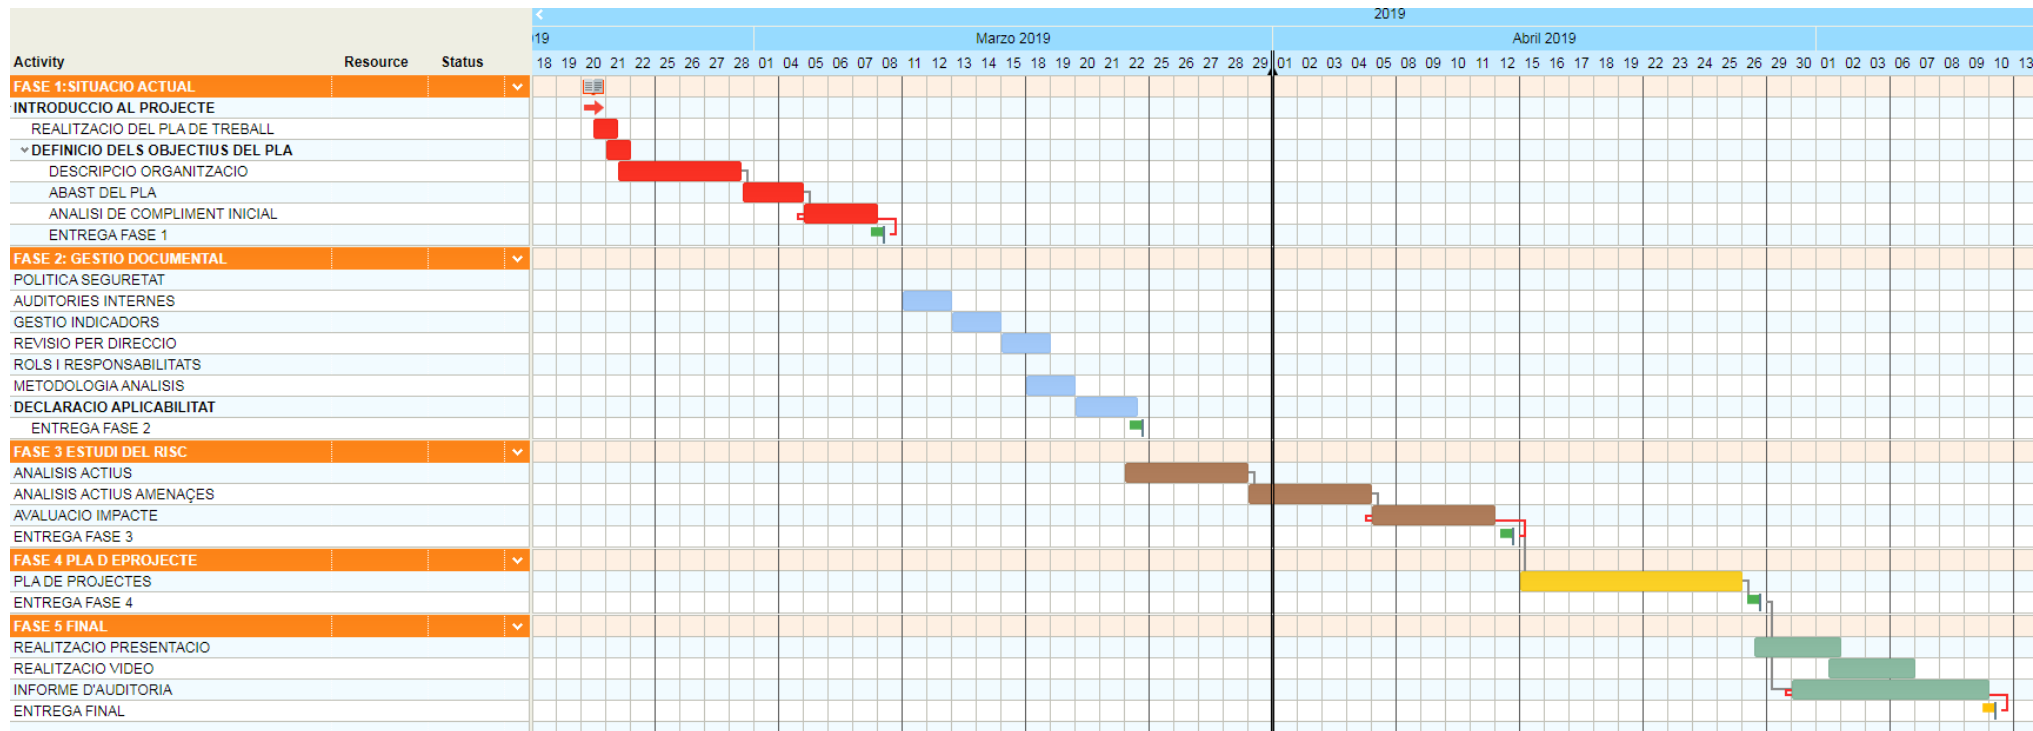 2019
19 Marzo 2019 Abril 2019
Activity Resource Status 18 19 20 21 22 25 26 27 28 01 04 05 06 07 08 11 12 13 14 15 18 19 20 21 22 25 26 27 28 29 01 02 03 04 05 08 09 10 11 12 15 16 17 18 19 22 23 24 25 26 29 30 01 02 03 06 07 08 09 10 13
FASE 1:SITUACIO ACTUAL
INTRODUCCIO AL PROJECTE
REALITZACIO DEL PLA DE TREBALL
DEFINICIO DELS OBJECTIUS DEL PLA
DESCRIPCIO ORGANITZACIO
ABAST DEL PLA
ANALISI DE COMPLIMENT INICIAL
ENTREGA FASE 1
FASE 2: GESTIO DOCUMENTAL
POLITICA SEGURETAT
AUDITORIES INTERNES
GESTIO INDICADORS
REVISIO PER DIRECCIO
ROLS I RESPONSABILITATS
METODOLOGIA ANALISIS
DECLARACIO APLICABILITAT
ENTREGA FASE 2
FASE 3 ESTUDI DEL RISC
ANALISIS ACTIUS
ANALISIS ACTIUS AMENAÇES
AVALUACIO IMPACTE
ENTREGA FASE 3
FASE 4 PLA D EPROJECTE
PLA DE PROJECTES
ENTREGA FASE 4
FASE 5 FINAL
REALITZACIO PRESENTACIO
REALITZACIO VIDEO
INFORME D'AUDITORIA
ENTREGA FINAL